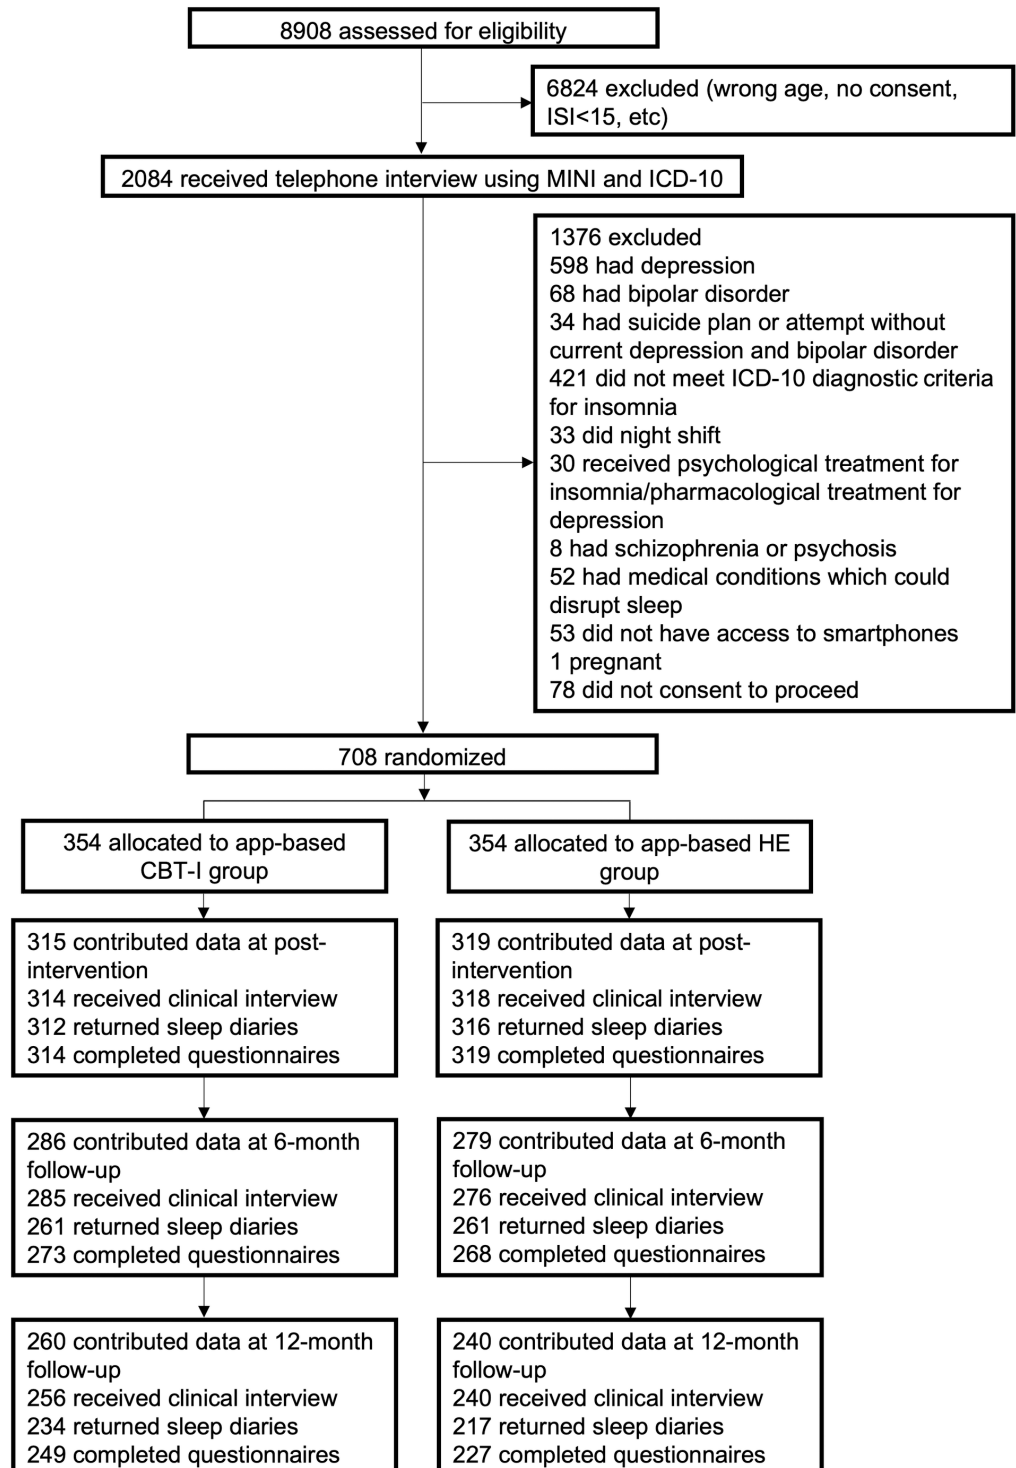 8908 assessed for eligibility
6824 excluded (wrong age, no consent,
ISI<15, etc)
2084 received telephone interview using MINI and ICD-10
1376 excluded
598 had depression
68 had bipolar disorder
34 had suicide plan or attempt without
current depression and bipolar disorder
421 did not meet ICD-10 diagnostic criteria
for insomnia
33 did night shift
30 received psychological treatment for
insomnia/pharmacological treatment for
depression
8 had schizophrenia or psychosis
52 had medical conditions which could
disrupt sleep
53 did not have access to smartphones
1 pregnant
78 did not consent to proceed
708 randomized
354 allocated to app-based
CBT-I group
354 allocated to app-based HE
group
315 contributed data at post-
intervention
314 received clinical interview
312 returned sleep diaries
314 completed questionnaires
319 contributed data at post-
intervention
318 received clinical interview
316 returned sleep diaries
319 completed questionnaires
286 contributed data at 6-month
follow-up
285 received clinical interview
261 returned sleep diaries
273 completed questionnaires
279 contributed data at 6-month
follow-up
276 received clinical interview
261 returned sleep diaries
268 completed questionnaires
260 contributed data at 12-month
follow-up
256 received clinical interview
234 returned sleep diaries
249 completed questionnaires
240 contributed data at 12-month
follow-up
240 received clinical interview
217 returned sleep diaries
227 completed questionnaires